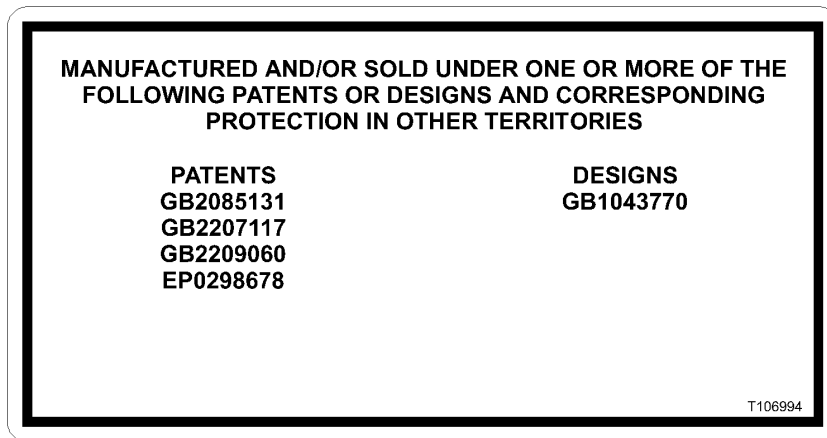 MANUFACTURED AND/OR SOLD UNDER ONE OR MORE OF THE
FOLLOWING PATENTS OR DESIGNS AND CORRESPONDING
PROTECTION IN OTHER TERRITORIES
PATENTS
GB2085131
GB2207117
GB2209060
EP0298678
DESIGNS
GB1043770
T106994